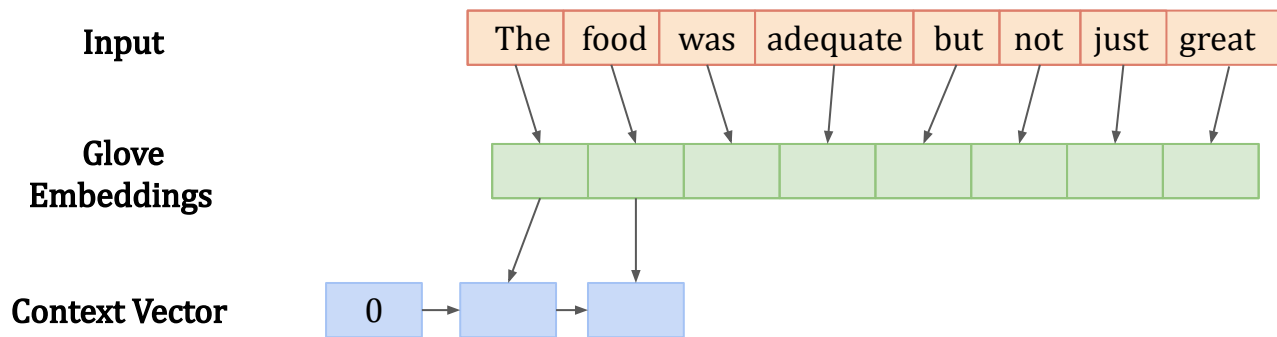 Input
The food was adequate but not just great
Glove
Embeddings
Context Vector
0